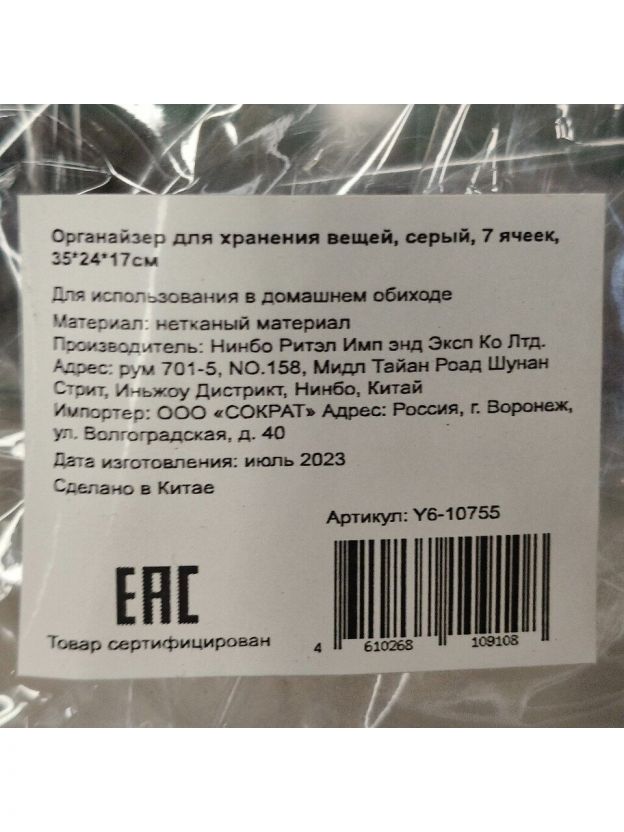 Органайзер для хранения вещей, серый, 7 ячеек,
35*24*17см
Для использования в домашнем обиходе
Материал: нетканый материал
Производитель: Нинбо Ритэл Имп энд Эксп Ко Лтд.
Адрес: рум 701-5, NO.158, Мидл Тайан Роад Шунан
Стрит, Иньжоу Дистрикт, Нинбо, Китай
Импортер: ООО «СОКРАТ» Адрес: Россия, г. Воронеж,
ул. Волгоградская, д. 40
Дата изготовления: июль 2023
Сделано в Китае
Артикул: Y6-10755
EAC
Товар сертифицирован
4 610268 109108